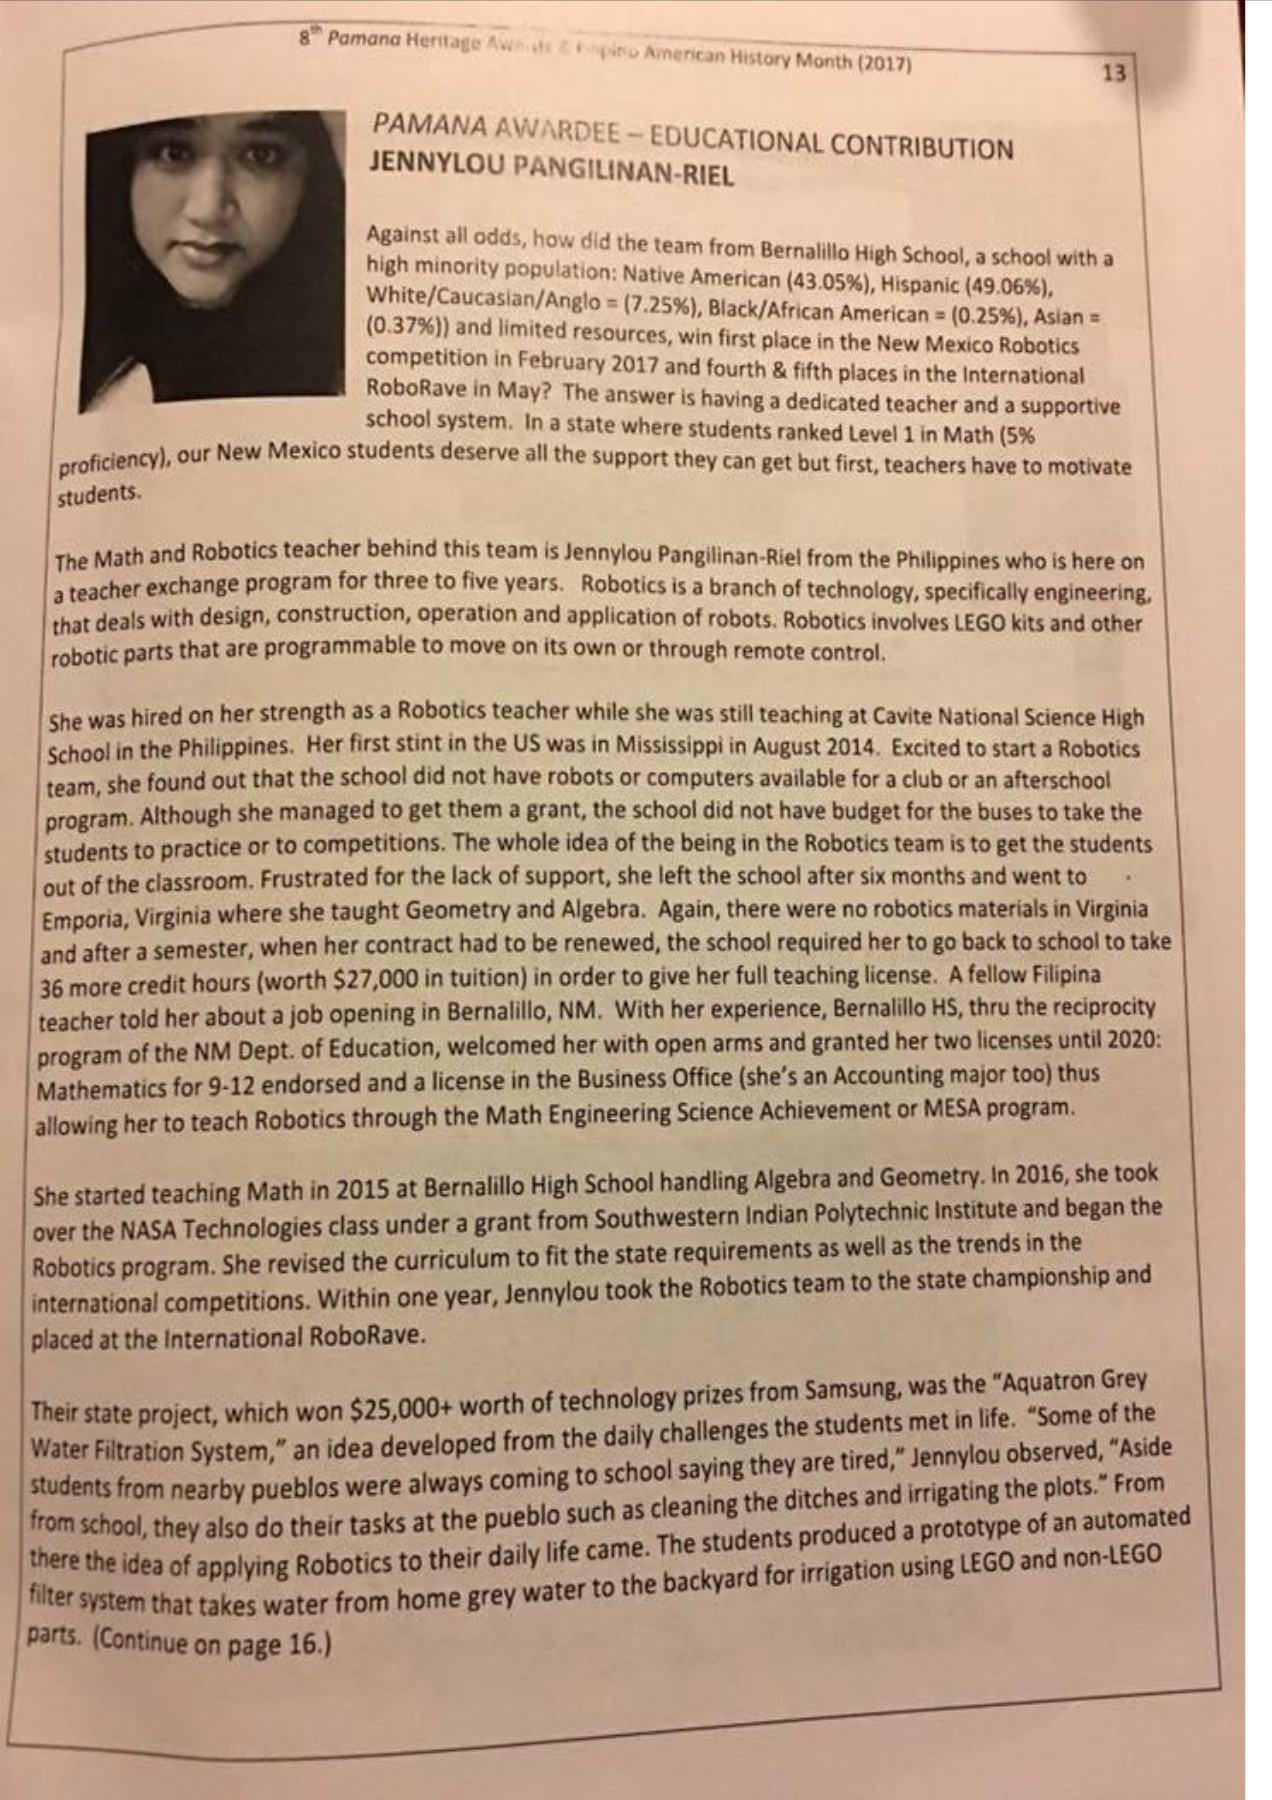 8th Pamana Heritage Awards & Filipino American History Month (2017)
13
PAMANA AWARDEE – EDUCATIONAL CONTRIBUTION
JENNYLOU PANGILINAN-RIEL
Against all odds, how did the team from Bernalillo High School, a school with a
high minority population: Native American (43.05%), Hispanic (49.06%),
White/Caucasian/Anglo = (7.25%), Black/African American = (0.25%), Asian =
(0.37%)) and limited resources, win first place in the New Mexico Robotics
competition in February 2017 and fourth & fifth places in the International
RoboRave in May? The answer is having a dedicated teacher and a supportive
school system. In a state where students ranked Level 1 in Math (5%
proficiency), our New Mexico students deserve all the support they can get but first, teachers have to motivate
students.
The Math and Robotics teacher behind this team is Jennylou Pangilinan-Riel from the Philippines who is here on
a teacher exchange program for three to five years. Robotics is a branch of technology, specifically engineering,
that deals with design, construction, operation and application of robots. Robotics involves LEGO kits and other
robotic parts that are programmable to move on its own or through remote control.
She was hired on her strength as a Robotics teacher while she was still teaching at Cavite National Science High
School in the Philippines. Her first stint in the US was in Mississippi in August 2014. Excited to start a Robotics
team, she found out that the school did not have robots or computers available for a club or an afterschool
program. Although she managed to get them a grant, the school did not have budget for the buses to take the
students to practice or to competitions. The whole idea of the being in the Robotics team is to get the students
out of the classroom. Frustrated for the lack of support, she left the school after six months and went to
Emporia, Virginia where she taught Geometry and Algebra. Again, there were no robotics materials in Virginia
and after a semester, when her contract had to be renewed, the school required her to go back to school to take
36 more credit hours (worth $27,000 in tuition) in order to give her full teaching license. A fellow Filipina
teacher told her about a job opening in Bernalillo, NM. With her experience, Bernalillo HS, thru the reciprocity
program of the NM Dept. of Education, welcomed her with open arms and granted her two licenses until 2020:
Mathematics for 9-12 endorsed and a license in the Business Office (she's an Accounting major too) thus
allowing her to teach Robotics through the Math Engineering Science Achievement or MESA program.
She started teaching Math in 2015 at Bernalillo High School handling Algebra and Geometry. In 2016, she took
over the NASA Technologies class under a grant from Southwestern Indian Polytechnic Institute and began the
Robotics program. She revised the curriculum to fit the state requirements as well as the trends in the
international competitions. Within one year, Jennylou took the Robotics team to the state championship and
placed at the International RoboRave.
Their state project, which won $25,000+ worth of technology prizes from Samsung, was the "Aquatron Grey
Water Filtration System," an idea developed from the daily challenges the students met in life. "Some of the
students from nearby pueblos were always coming to school saying they are tired," Jennylou observed, "Aside
from school, they also do their tasks at the pueblo such as cleaning the ditches and irrigating the plots." From
there the idea of applying Robotics to their daily life came. The students produced a prototype of an automated
filter system that takes water from home grey water to the backyard for irrigation using LEGO and non-LEGO
parts. (Continue on page 16.)